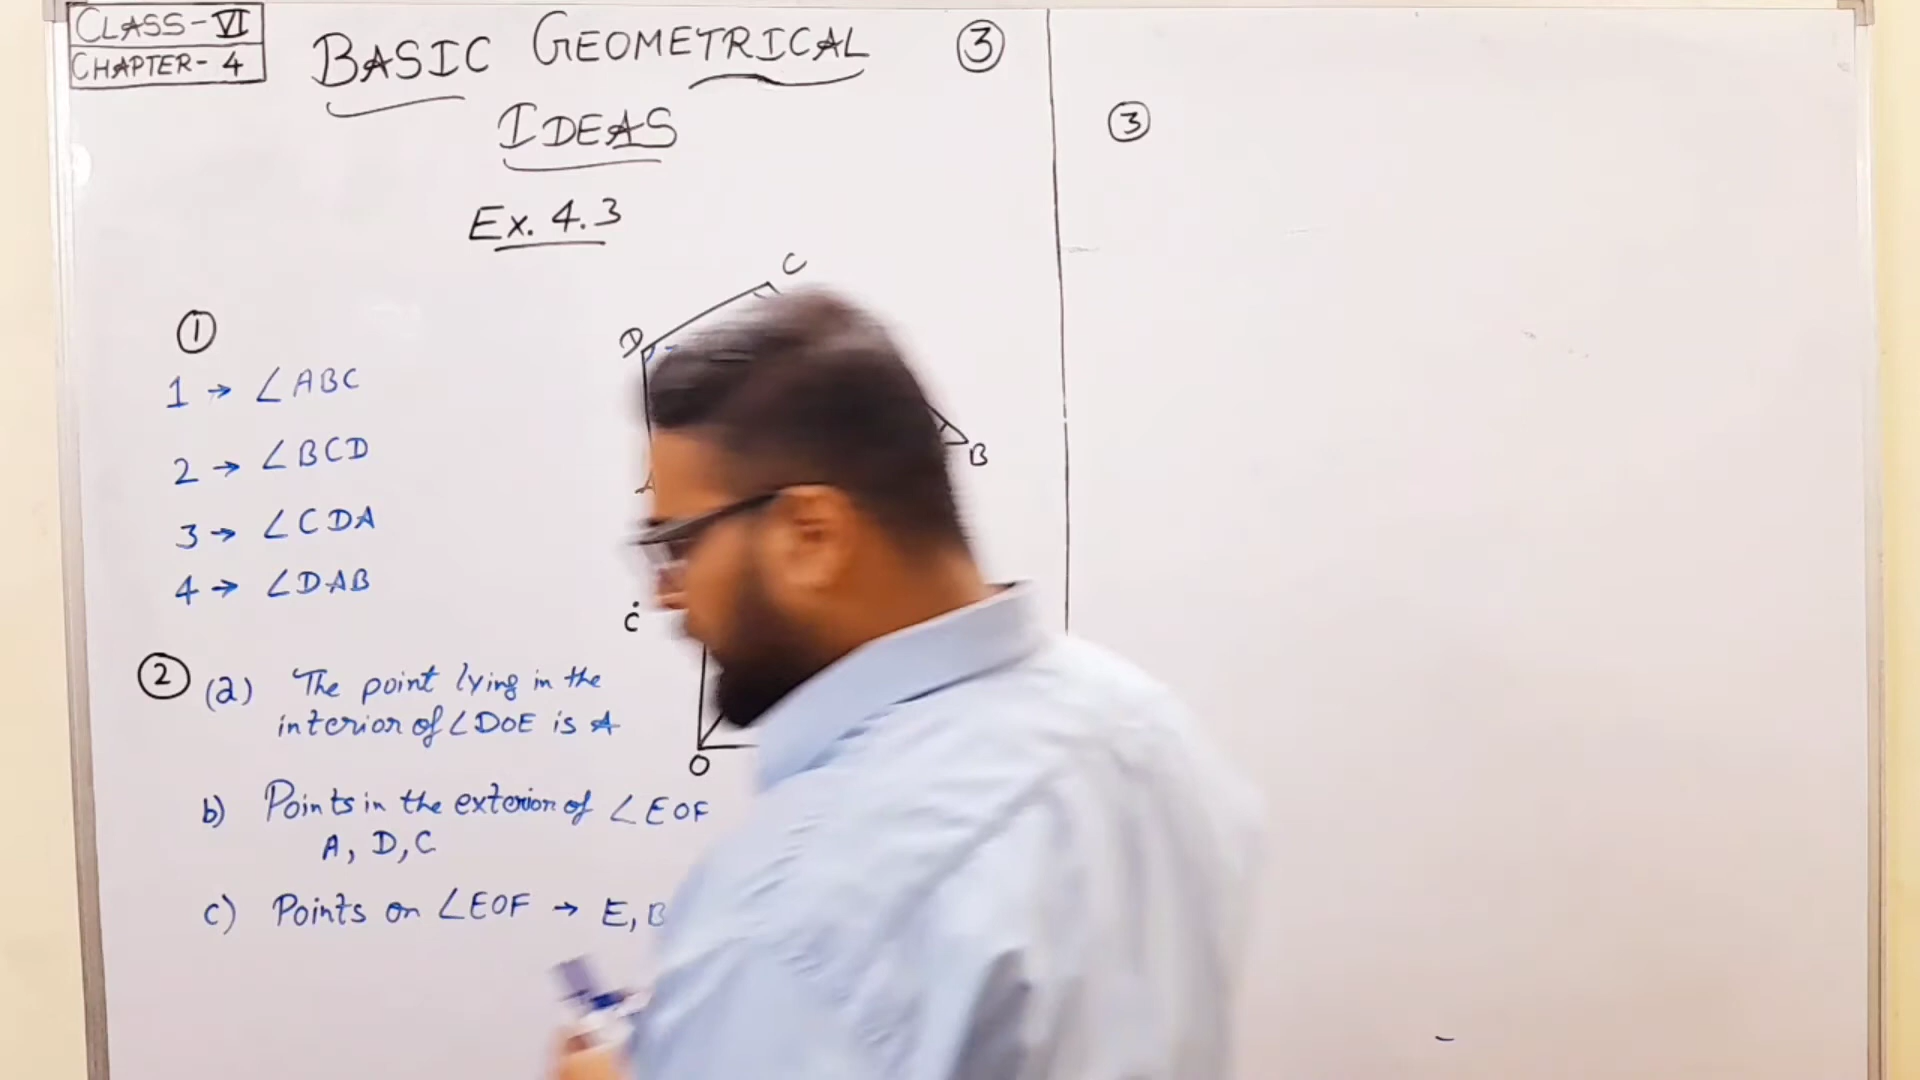 CLASS-VI
CHAPTER-4
BASIC GEOMETRICAL
IDEAS
3
Ex. 4.3
3
C
D
B
1
1 → ∠ABC
2 → ∠BCD
3 → ∠CDA
4 → ∠DAB
C
2 (a) The point lying in the
interior of ∠DOE is A
O
b) Points in the exterior of ∠EOF
A, D, C
c) Points on ∠EOF → E, B